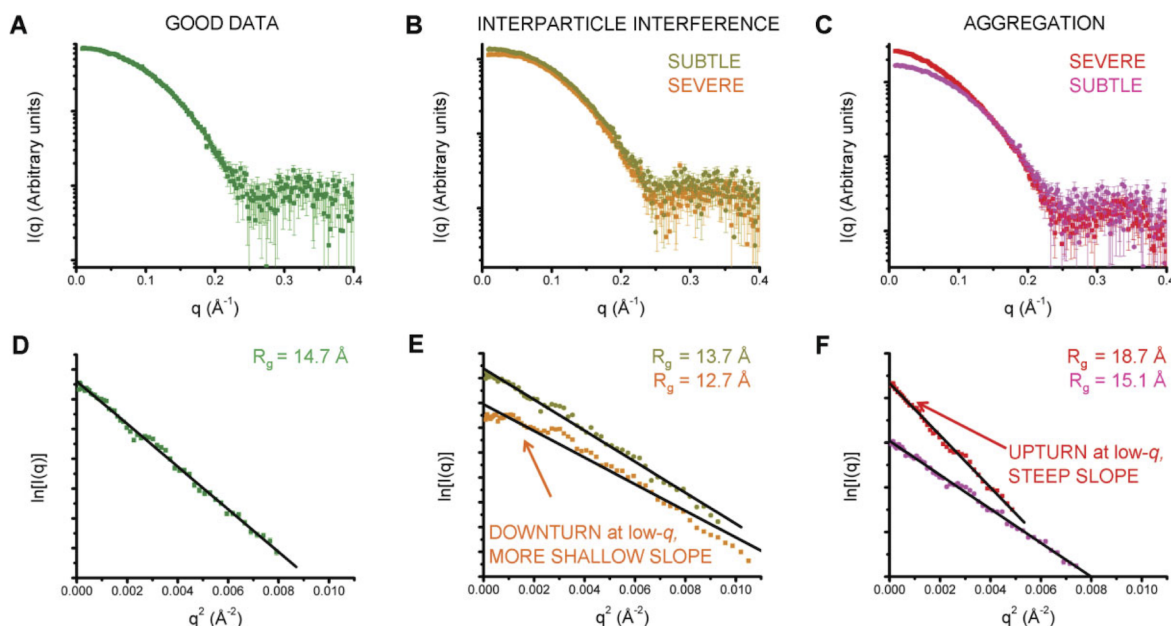 A GOOD DATA
I(q) (Arbitrary units)
0.0 0.1 0.2 0.3 0.4
q (Å⁻¹)
B INTERPARTICLE INTERFERENCE
SUBTLE
SEVERE
I(q) (Arbitrary units)
0.0 0.1 0.2 0.3 0.4
q (Å⁻¹)
C AGGREGATION
SEVERE
SUBTLE
I(q) (Arbitrary units)
0.0 0.1 0.2 0.3 0.4
q (Å⁻¹)
D
Rg = 14.7 Å
ln[I(q)]
0.000 0.002 0.004 0.006 0.008 0.010
q² (Å⁻²)
E
Rg = 13.7 Å
Rg = 12.7 Å
DOWNTURN at low-q,
MORE SHALLOW SLOPE
ln[I(q)]
0.000 0.002 0.004 0.006 0.008 0.010
q² (Å⁻²)
F
Rg = 18.7 Å
Rg = 15.1 Å
UPTURN at low-q,
STEEP SLOPE
ln[I(q)]
0.000 0.002 0.004 0.006 0.008 0.010
q² (Å⁻²)